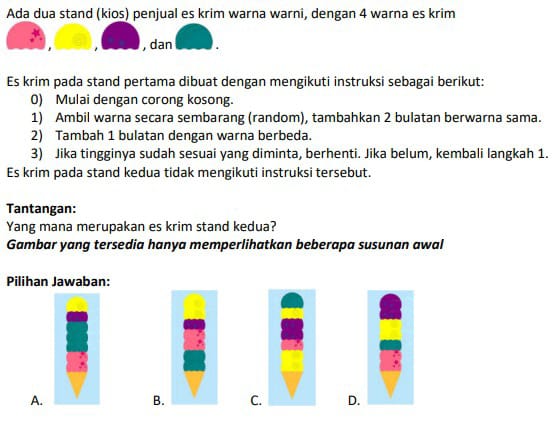 Ada dua stand (kios) penjual es krim warna warni, dengan 4 warna es krim
, , , dan .
Es krim pada stand pertama dibuat dengan mengikuti instruksi sebagai berikut:
0) Mulai dengan corong kosong.
1) Ambil warna secara sembarang (random), tambahkan 2 bulatan berwarna sama.
2) Tambah 1 bulatan dengan warna berbeda.
3) Jika tingginya sudah sesuai yang diminta, berhenti. Jika belum, kembali langkah 1.
Es krim pada stand kedua tidak mengikuti instruksi tersebut.
Tantangan:
Yang mana merupakan es krim stand kedua?
Gambar yang tersedia hanya memperlihatkan beberapa susunan awal
Pilihan Jawaban:
A. B. C. D.